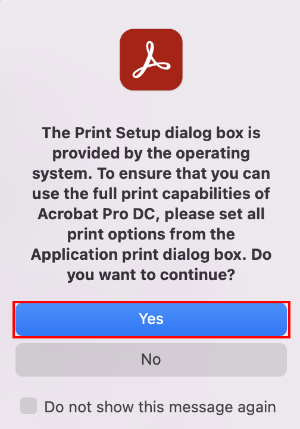 The Print Setup dialog box is
provided by the operating
system. To ensure that you can
use the full print capabilities of
Acrobat Pro DC, please set all
print options from the
Application print dialog box. Do
you want to continue?
Yes
No
Do not show this message again